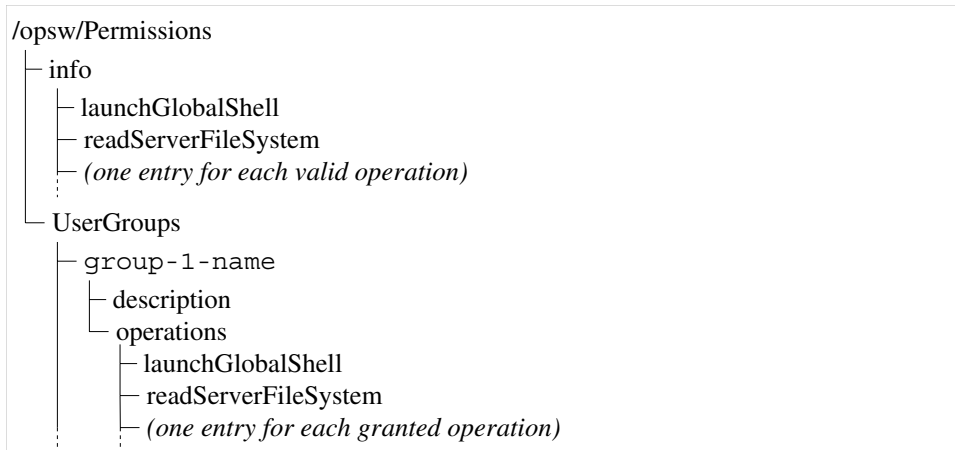 /opsw/Permissions
info
launchGlobalShell
readServerFileSystem
(one entry for each valid operation)
UserGroups
group-1-name
description
operations
launchGlobalShell
readServerFileSystem
(one entry for each granted operation)